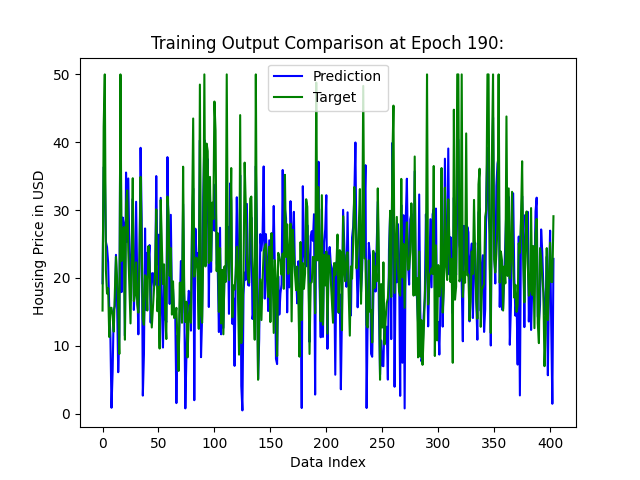 Training Output Comparison at Epoch 190:
Prediction
Target
50
40
30
20
10
0
Housing Price in USD
0 50 100 150 200 250 300 350 400
Data Index